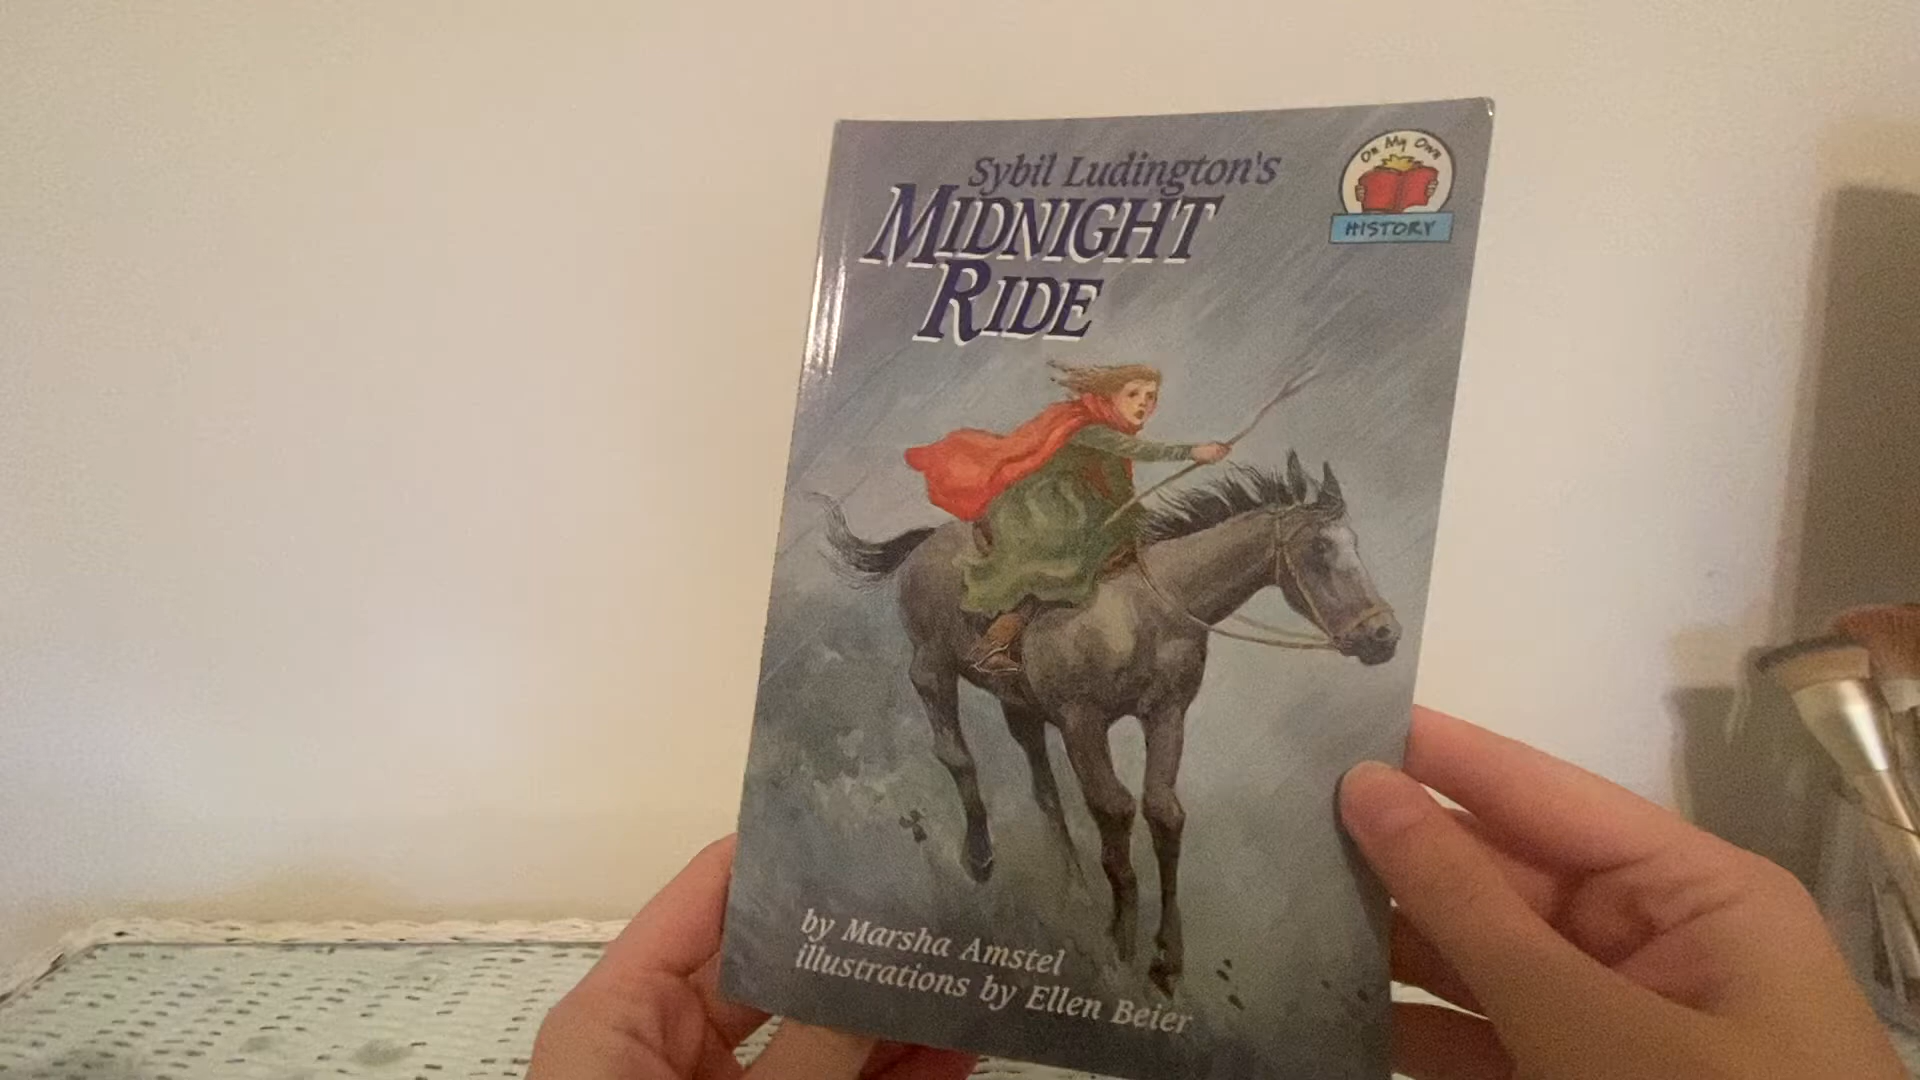 Sybil Ludington's
MIDNIGHT
RIDE
On My Own
HISTORY
by Marsha Amstel
illustrations by Ellen Beier